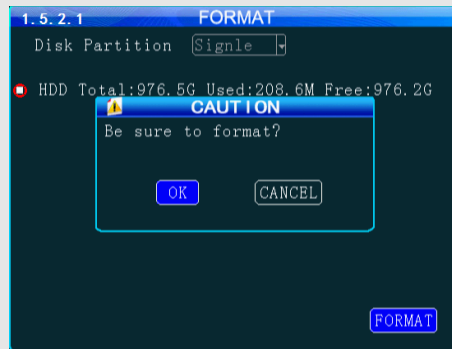 1.5.2.1 FORMAT
Disk Partition Signle
HDD Total:976.5G Used:208.6M Free:976.2G
CAUTION
Be sure to format?
OK CANCEL
FORMAT